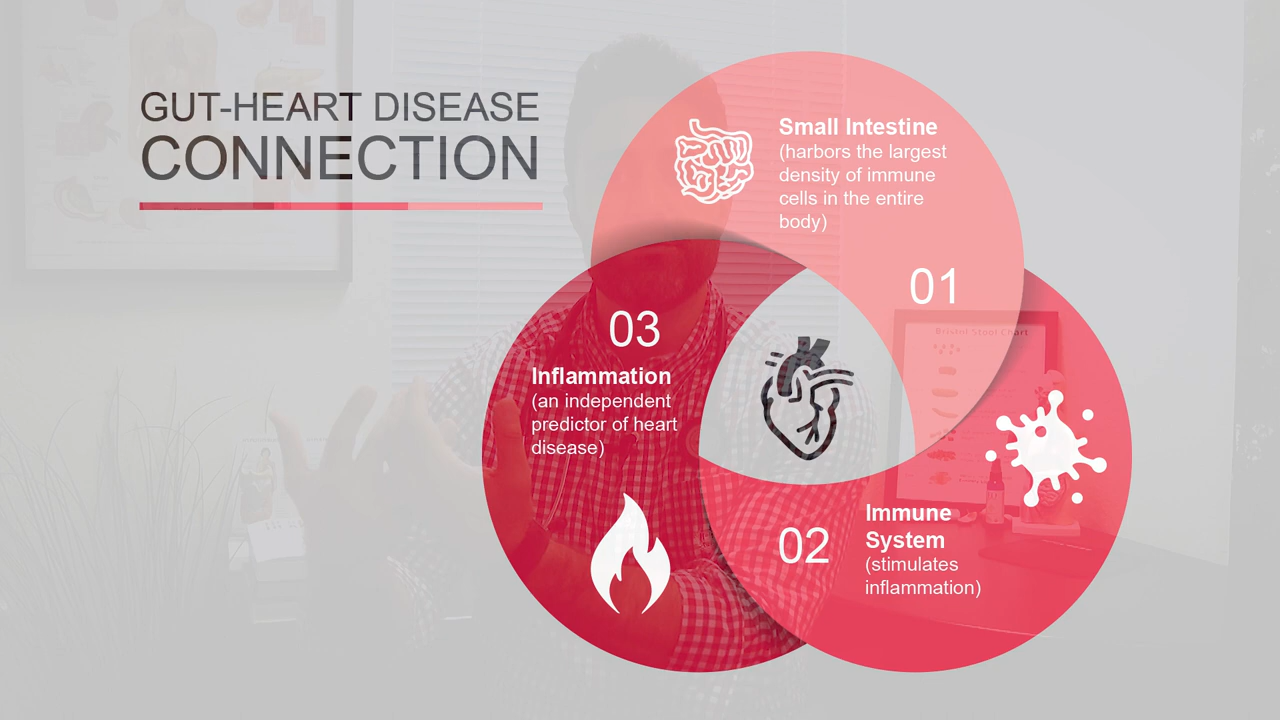 GUT-HEART DISEASE
CONNECTION
Small Intestine
(harbors the largest
density of immune
cells in the entire
body)
01
Bristol Stool Chart
03
Inflammation
(an independent
predictor of heart
disease)
02
Immune
System
(stimulates
inflammation)